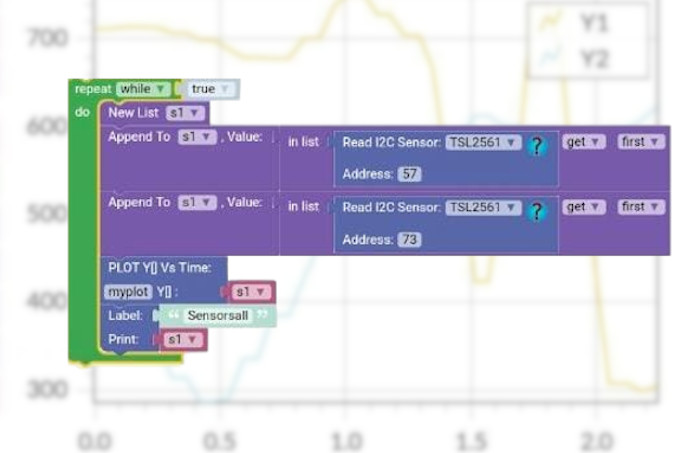 700
Y1
Y2
repeat while ▼ true ▼
do New List s1 ▼
600
Append To s1 ▼ , Value: in list Read I2C Sensor: TSL2561 ▼ ? get ▼ first ▼
Address: 57
Append To s1 ▼ , Value: in list Read I2C Sensor: TSL2561 ▼ ? get ▼ first ▼
500
Address: 73
PLOT Y[] Vs Time:
myplot Y[] : s1 ▼
400
Label: “ Sensorsall ”
Print: s1 ▼
300
0.0 0.5 1.0 1.5 2.0